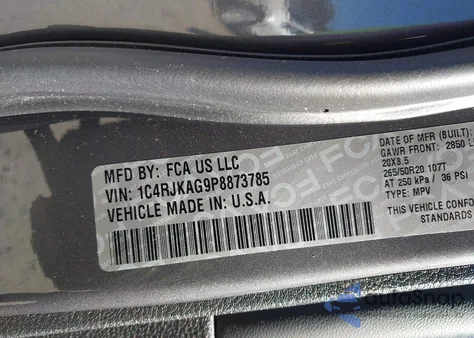 MFD BY: FCA US LLC
VIN: 1C4RJKAG9P8873785
VEHICLE MADE IN: U.S.A.
DATE OF MFR (BUILT):
GAWR FRONT: 2850 L
20X8.5
265/50R20 107T
AT 250 kPa / 36 PSI
TYPE: MPV
THIS VEHICLE CONFO
STANDARDS
autoSnap